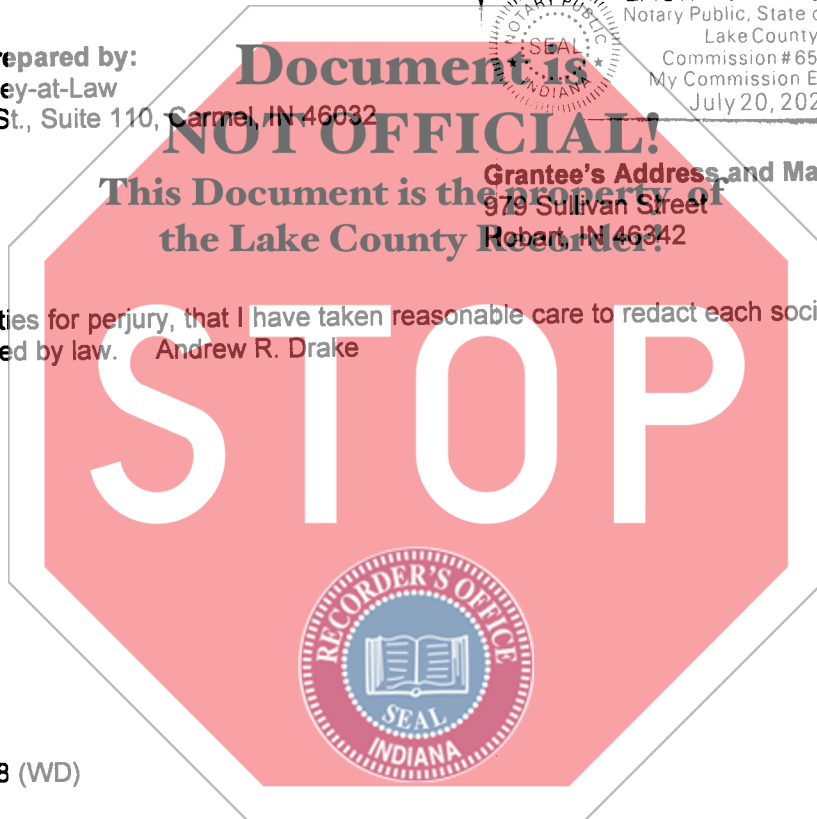 NOTARY PUBLIC
SEAL
INDIANA
Notary Public, State o
Lake County
Commission #65
My Commission E
July 20, 202
epared by:
ey-at-Law
St., Suite 110, Carmel, IN 46032
Document is
NOT OFFICIAL!
This Document is the property of
the Lake County Recorder!
Grantee's Address and Ma
979 Sullivan Street
Hobart, IN 46342
ties for perjury, that I have taken reasonable care to redact each soci
ed by law. Andrew R. Drake
STOP
RECORDER'S OFFICE
SEAL
INDIANA
8 (WD)